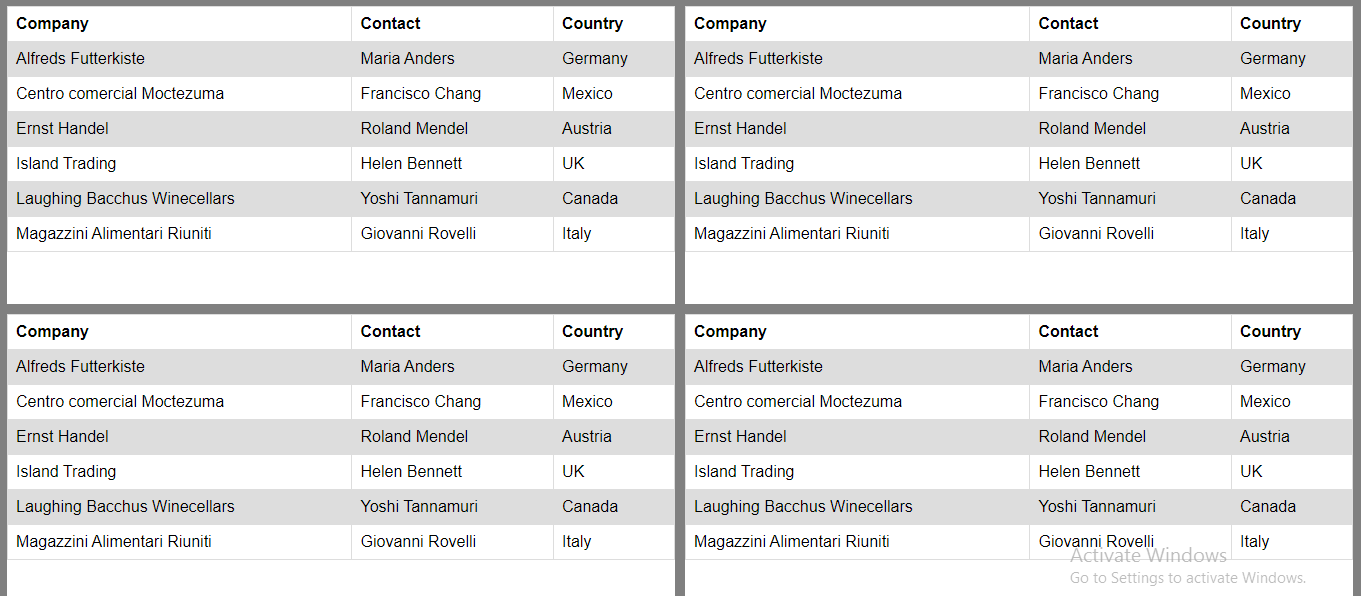 Company Contact Country
Alfreds Futterkiste Maria Anders Germany
Centro comercial Moctezuma Francisco Chang Mexico
Ernst Handel Roland Mendel Austria
Island Trading Helen Bennett UK
Laughing Bacchus Winecellars Yoshi Tannamuri Canada
Magazzini Alimentari Riuniti Giovanni Rovelli Italy
Company Contact Country
Alfreds Futterkiste Maria Anders Germany
Centro comercial Moctezuma Francisco Chang Mexico
Ernst Handel Roland Mendel Austria
Island Trading Helen Bennett UK
Laughing Bacchus Winecellars Yoshi Tannamuri Canada
Magazzini Alimentari Riuniti Giovanni Rovelli Italy
Company Contact Country
Alfreds Futterkiste Maria Anders Germany
Centro comercial Moctezuma Francisco Chang Mexico
Ernst Handel Roland Mendel Austria
Island Trading Helen Bennett UK
Laughing Bacchus Winecellars Yoshi Tannamuri Canada
Magazzini Alimentari Riuniti Giovanni Rovelli Italy
Company Contact Country
Alfreds Futterkiste Maria Anders Germany
Centro comercial Moctezuma Francisco Chang Mexico
Ernst Handel Roland Mendel Austria
Island Trading Helen Bennett UK
Laughing Bacchus Winecellars Yoshi Tannamuri Canada
Magazzini Alimentari Riuniti Giovanni Rovelli Italy
Activate Windows
Go to Settings to activate Windows.